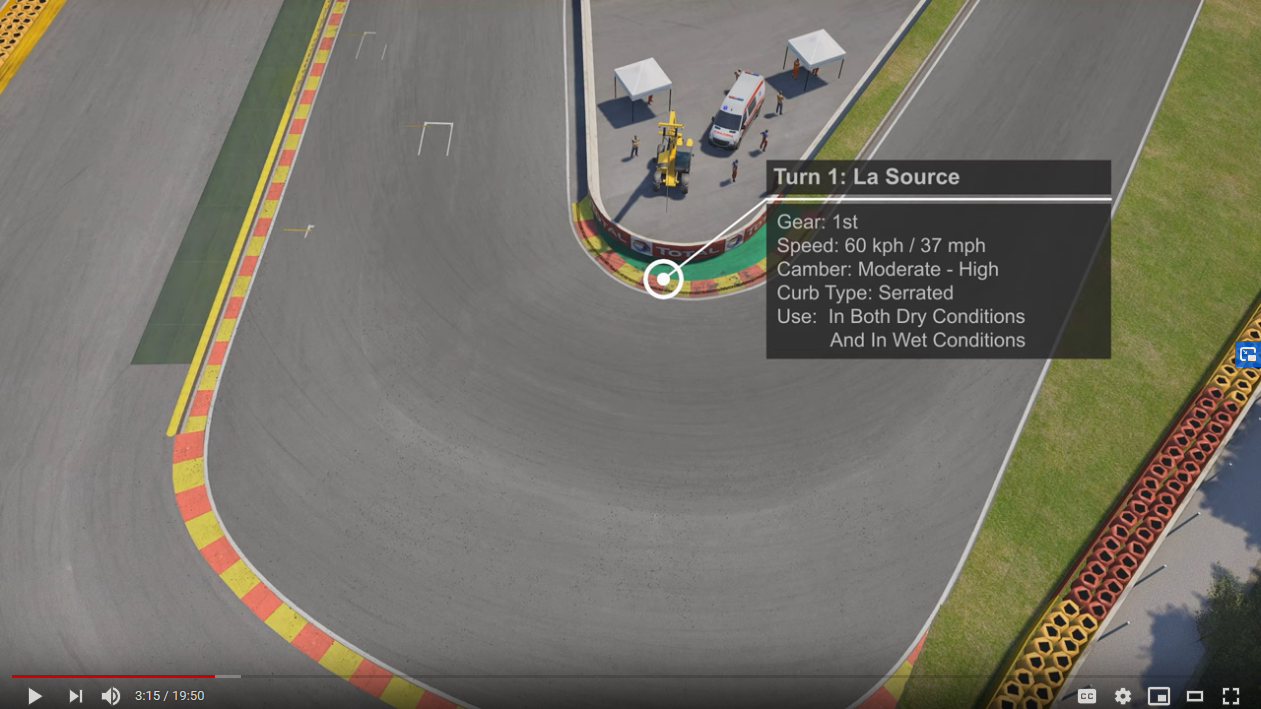 TOTAL
Turn 1: La Source
Gear: 1st
Speed: 60 kph / 37 mph
Camber: Moderate - High
Curb Type: Serrated
Use: In Both Dry Conditions
And In Wet Conditions
3:15 / 19:50
CC